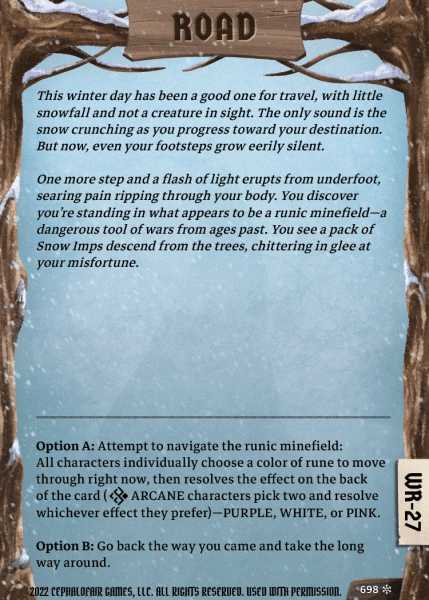 ROAD
This winter day has been a good one for travel, with little
snowfall and not a creature in sight. The only sound is the
snow crunching as you progress toward your destination.
But now, even your footsteps grow eerily silent.
One more step and a flash of light erupts from underfoot,
searing pain ripping through your body. You discover
you're standing in what appears to be a runic minefield—a
dangerous tool of wars from ages past. You see a pack of
Snow Imps descend from the trees, chittering in glee at
your misfortune.
Option A: Attempt to navigate the runic minefield:
All characters individually choose a color of rune to move
through right now, then resolves the effect on the back
of the card ( ARCANE characters pick two and resolve
whichever effect they prefer)—PURPLE, WHITE, or PINK.
Option B: Go back the way you came and take the long
way around.
WR-27
2022 CEPHALOFAIR GAMES, LLC. ALL RIGHTS RESERVED. USED WITH PERMISSION.
698